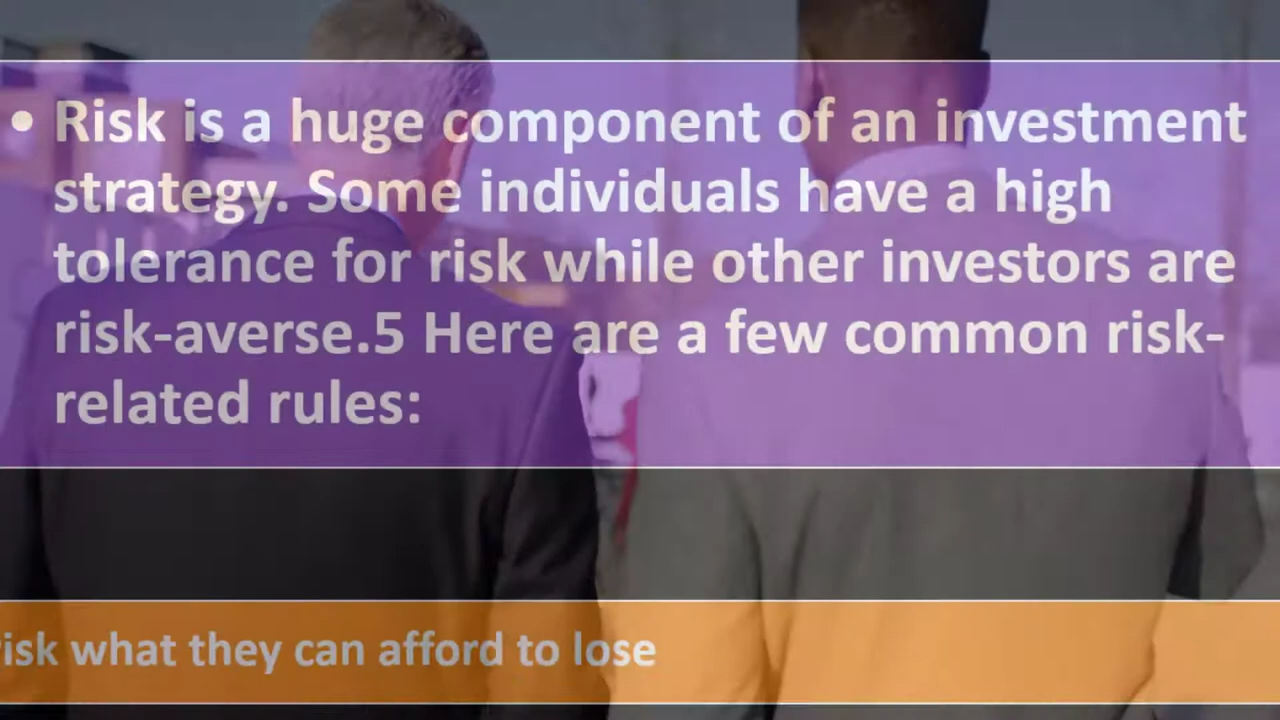 • Risk is a huge component of an investment
strategy. Some individuals have a high
tolerance for risk while other investors are
risk-averse.5 Here are a few common risk-
related rules:
risk what they can afford to lose